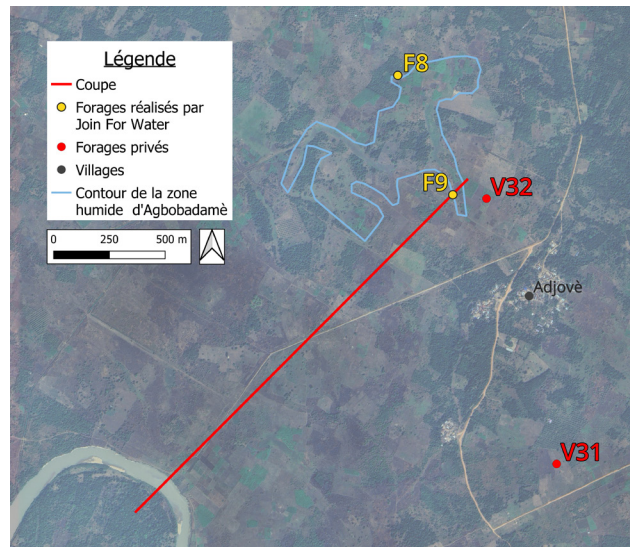 Légende
Coupe
Forages réalisés par
Join For Water
Forages privés
Villages
Contour de la zone
humide d'Agbobadamè
0 250 500 m
F8
F9
V32
Adjovè
V31